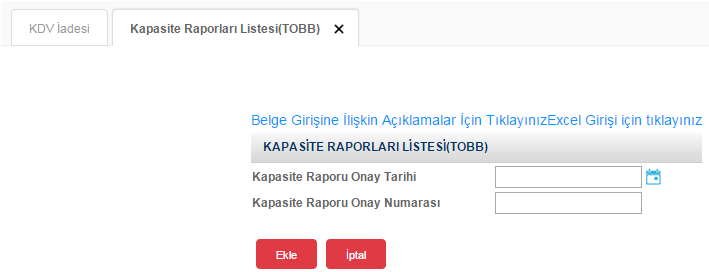 KDV İadesi Kapasite Raporları Listesi(TOBB) ×
Belge Girişine İlişkin Açıklamalar İçin TıklayınızExcel Girişi için tıklayınız
KAPASİTE RAPORLARI LİSTESİ(TOBB)
Kapasite Raporu Onay Tarihi
Kapasite Raporu Onay Numarası
Ekle İptal